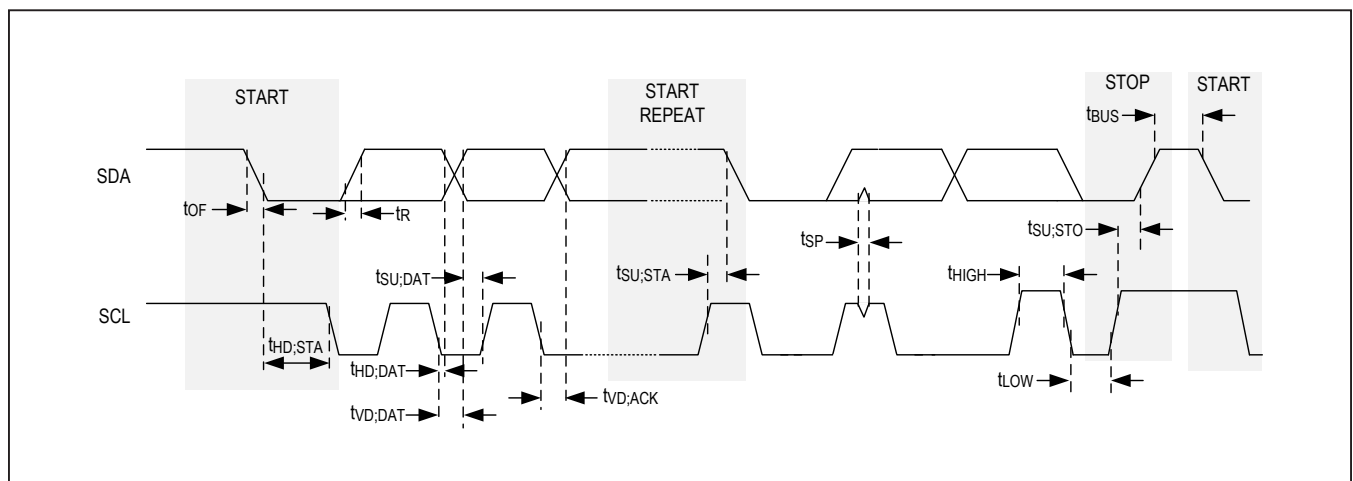 START
START
REPEAT
STOP
START
tBUS
SDA
tOF
tR
tSP
tSU;STO
tSU;DAT
tSU;STA
tHIGH
SCL
tHD;STA
tHD;DAT
tLOW
tVD;DAT
tVD;ACK